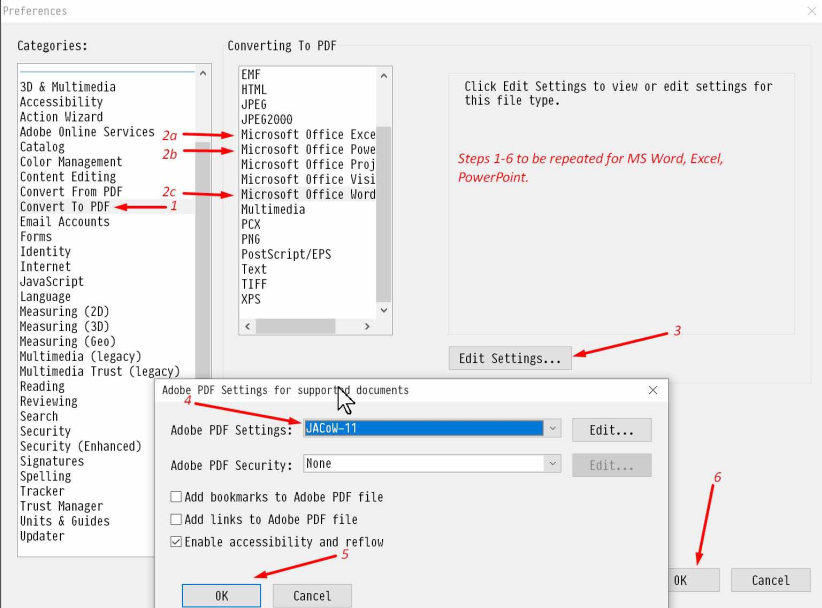 Preferences
Categories:
3D & Multimedia
Accessibility
Action Wizard
Adobe Online Services
Catalog
Color Management
Content Editing
Convert From PDF
Convert To PDF
Email Accounts
Forms
Identity
Internet
JavaScript
Language
Measuring (2D)
Measuring (3D)
Measuring (Geo)
Multimedia (legacy)
Multimedia Trust (legacy)
Reading
Reviewing
Search
Security
Security (Enhanced)
Signatures
Spelling
Tracker
Trust Manager
Units & Guides
Updater
1
2a
2b
2c
Converting To PDF
EMF
HTML
JPEG
JPEG2000
Microsoft Office Exce
Microsoft Office Powe
Microsoft Office Proj
Microsoft Office Visi
Microsoft Office Word
Multimedia
PCX
PNG
PostScript/EPS
Text
TIFF
XPS
Click Edit Settings to view or edit settings for
this file type.
Steps 1-6 to be repeated for MS Word, Excel,
PowerPoint.
3
Edit Settings...
Adobe PDF Settings for supported documents
4
Adobe PDF Settings: JACoW-11 Edit...
Adobe PDF Security: None Edit...
Add bookmarks to Adobe PDF file
Add links to Adobe PDF file
Enable accessibility and reflow
5
OK Cancel
6
OK Cancel